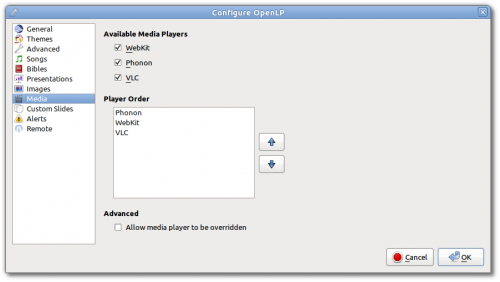 Configure OpenLP
General
Themes
Advanced
Songs
Bibles
Presentations
Images
Media
Custom Slides
Alerts
Remote
Available Media Players
WebKit
Phonon
VLC
Player Order
Phonon
WebKit
VLC
Advanced
Allow media player to be overridden
Cancel
OK